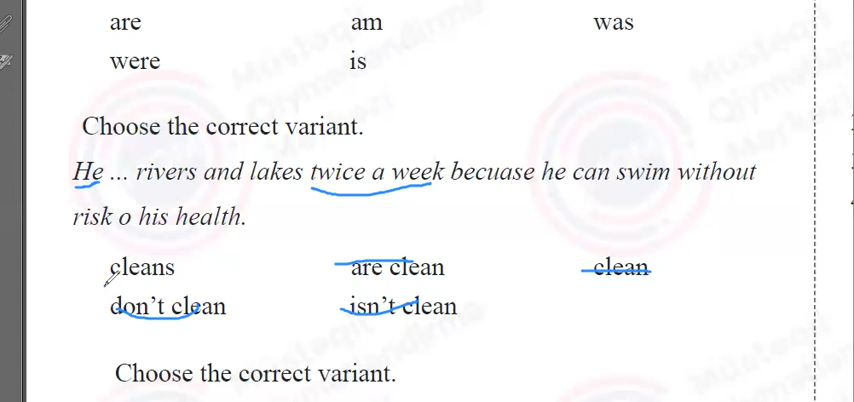 are am was
were is
Choose the correct variant.
He ... rivers and lakes twice a week becuase he can swim without
risk o his health.
cleans are clean clean
don't clean isn't clean
Choose the correct variant.